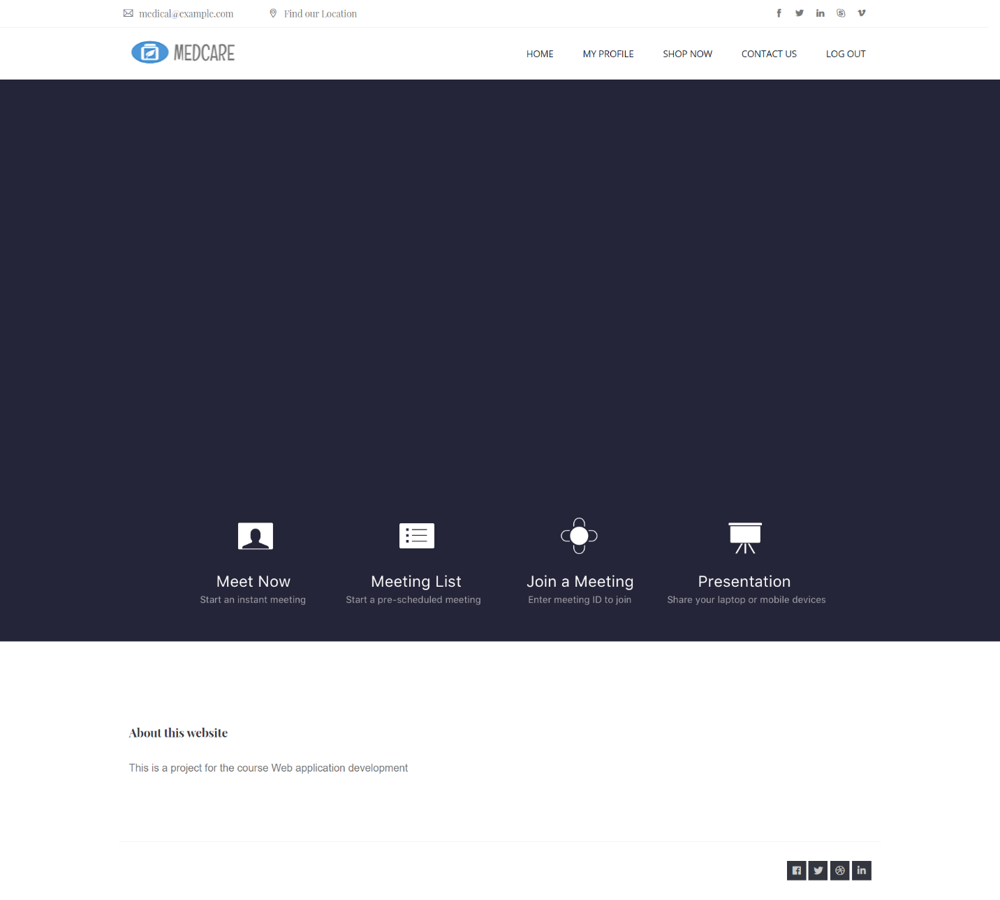 medical@example.com
Find our Location
MEDCARE
HOME
MY PROFILE
SHOP NOW
CONTACT US
LOG OUT
Meet Now
Start an instant meeting
Meeting List
Start a pre-scheduled meeting
Join a Meeting
Enter meeting ID to join
Presentation
Share your laptop or mobile devices
About this website
This is a project for the course Web application development